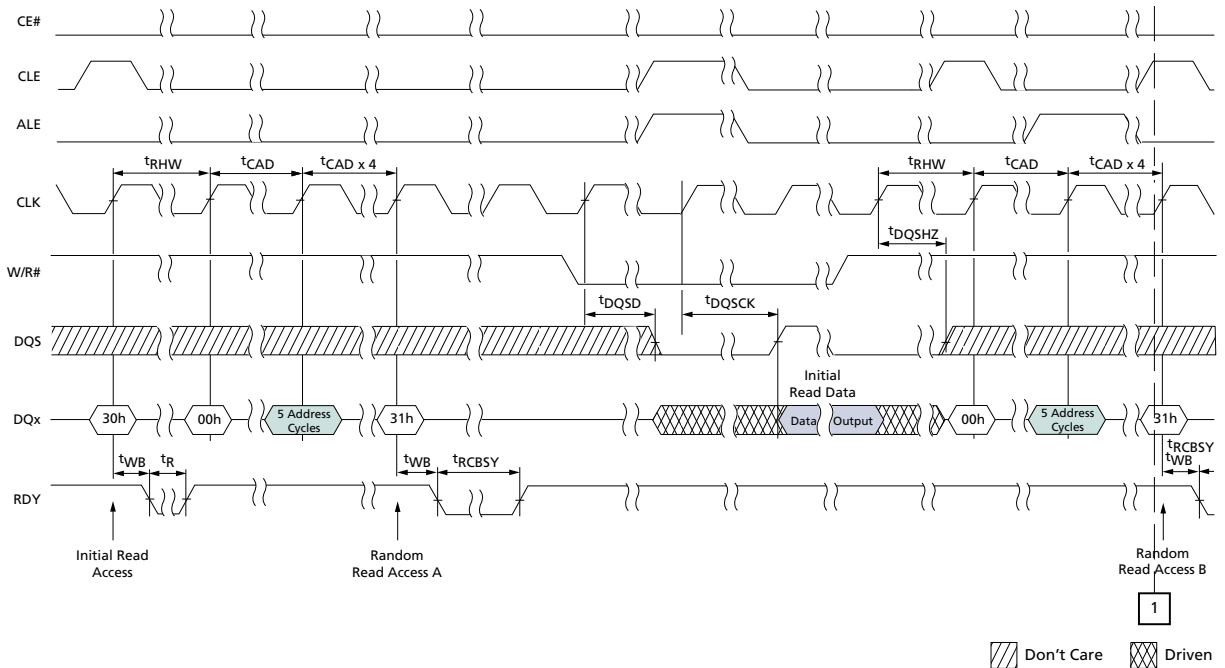 CE#
CLE
ALE
tRHW
tCAD
tCAD x 4
tRHW
tCAD
tCAD x 4
CLK
tDQSHZ
W/R#
tDQSD
tDQSCK
DQS
Initial
Read Data
DQx
30h
00h
5 Address
Cycles
31h
Data
Output
00h
5 Address
Cycles
31h
tWB
tR
tWB
tRCBSY
tRCBSY
tWB
RDY
Initial Read
Access
Random
Read Access A
Random
Read Access B
1
Don't Care
Driven